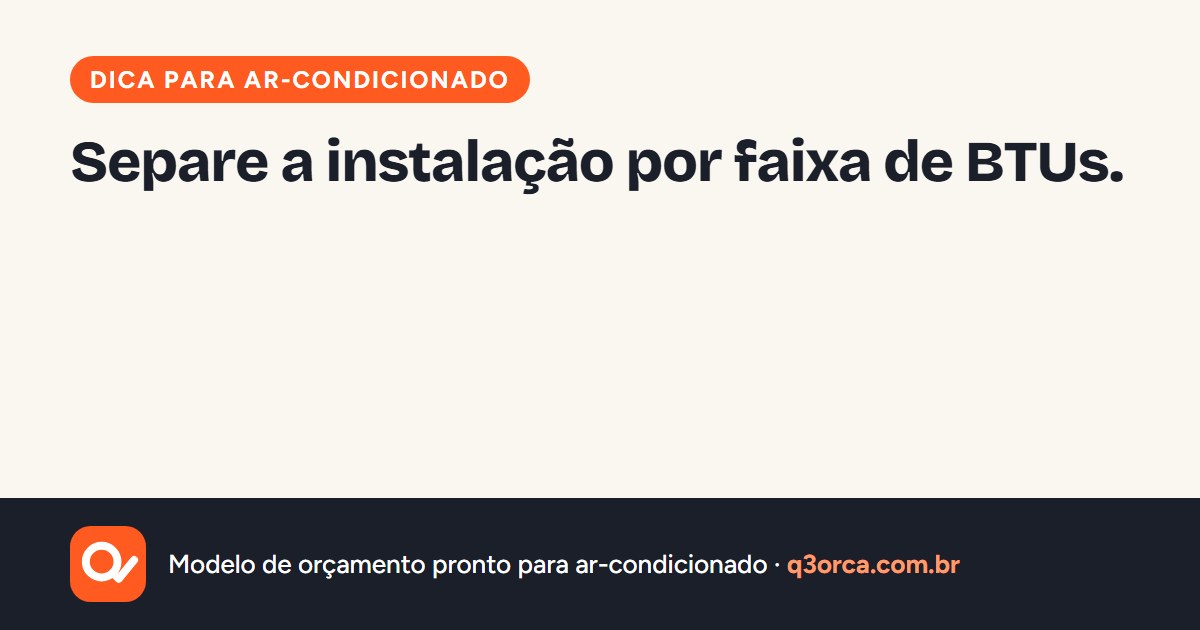 DICA PARA AR-CONDICIONADO
Separe a instalação por faixa de BTUs.
Modelo de orçamento pronto para ar-condicionado · q3orca.com.br